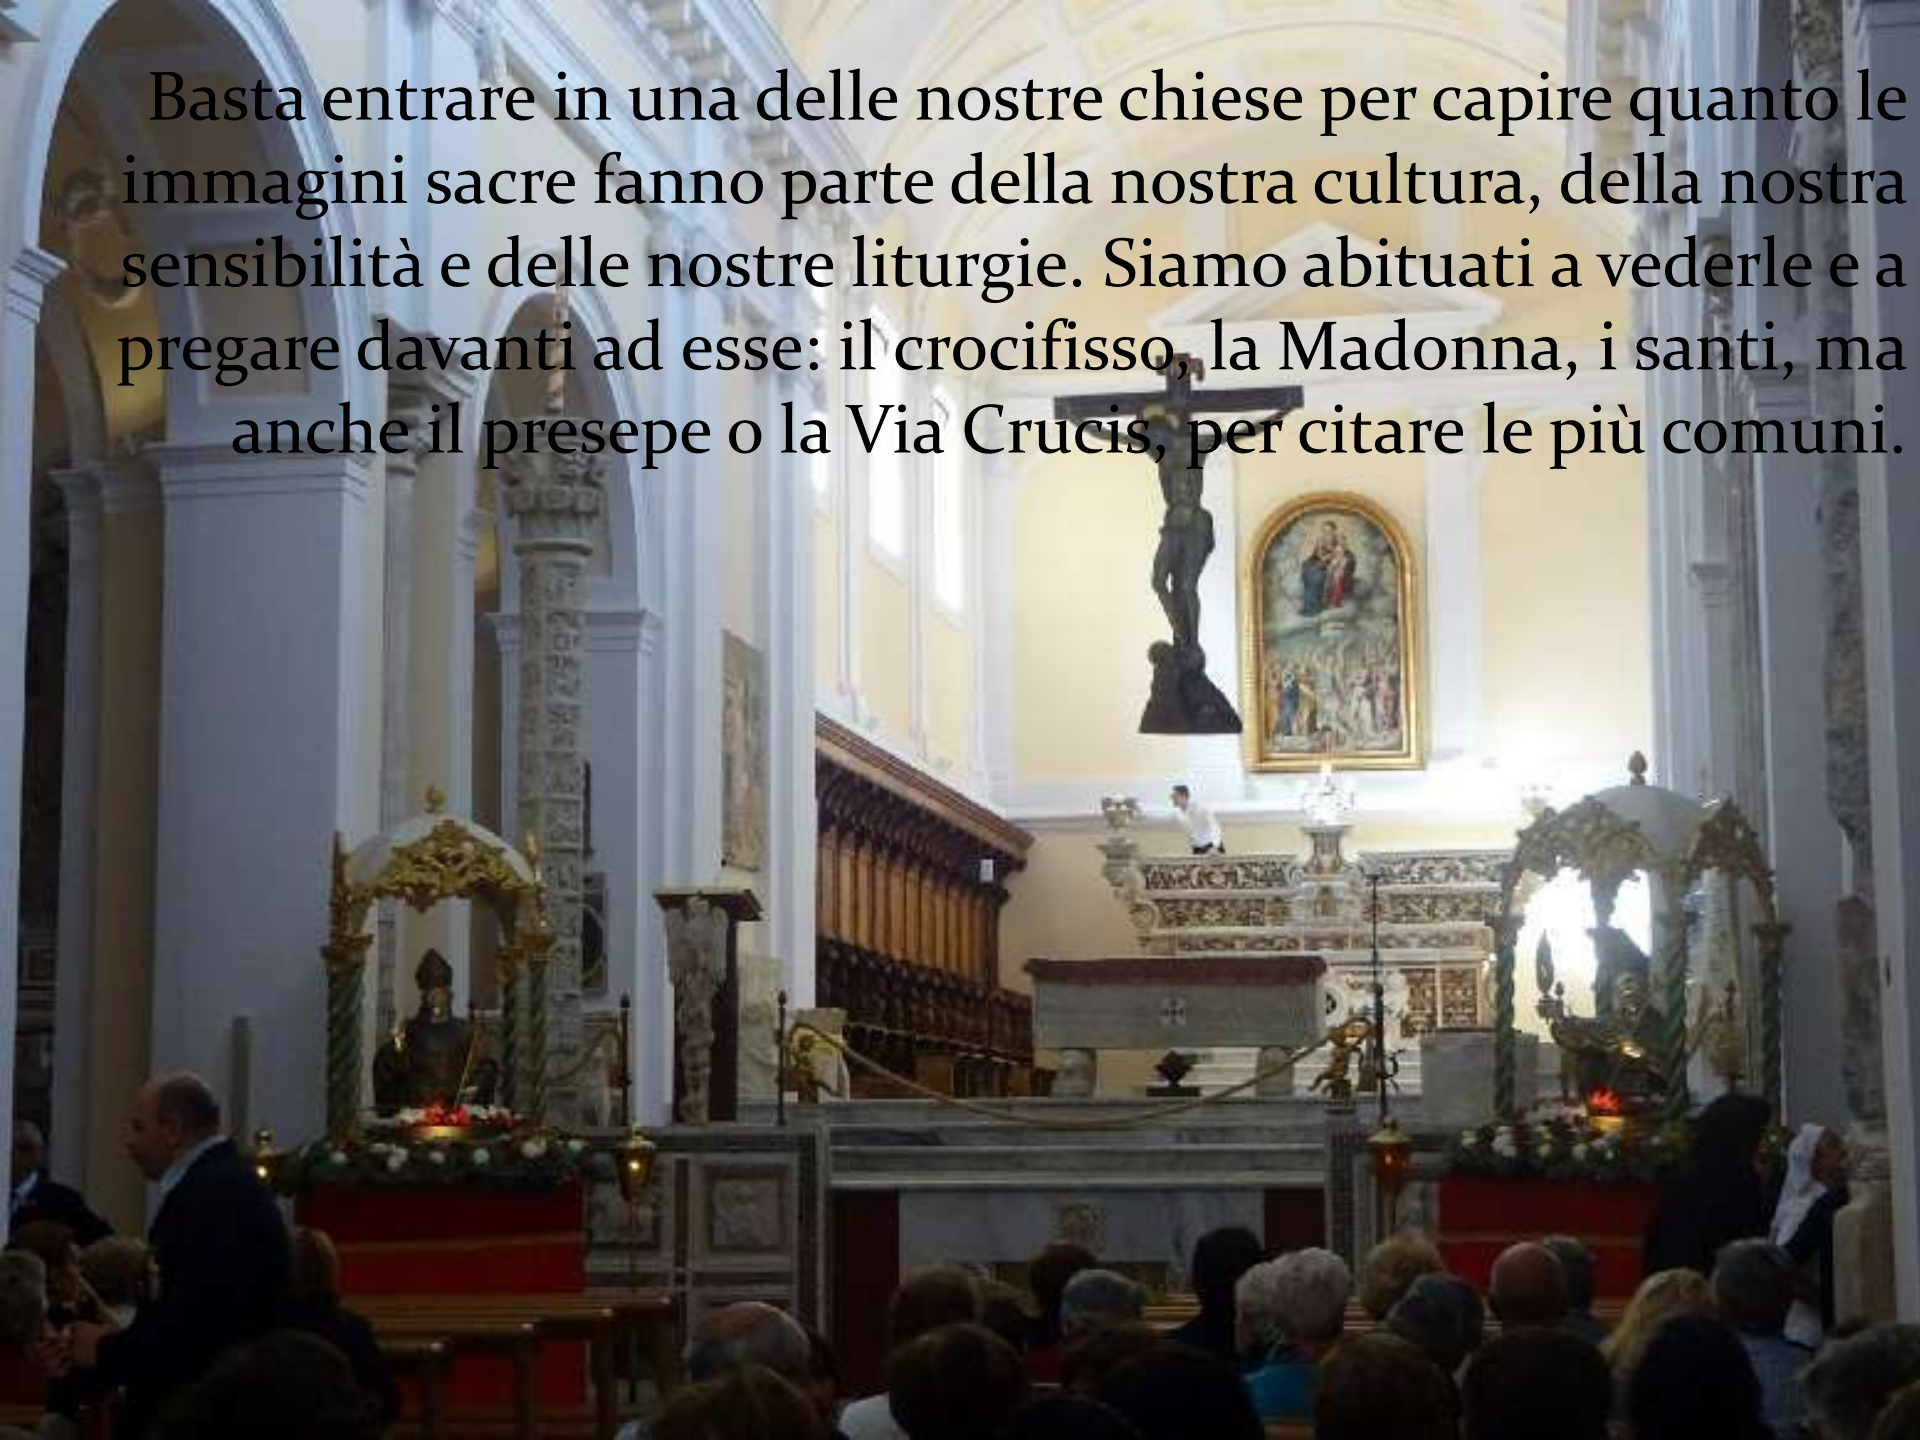 Basta entrare in una delle nostre chiese per capire quanto le
immagini sacre fanno parte della nostra cultura, della nostra
sensibilità e delle nostre liturgie. Siamo abituati a vederle e a
pregare davanti ad esse: il crocifisso, la Madonna, i santi, ma
anche il presepe o la Via Crucis, per citare le più comuni.